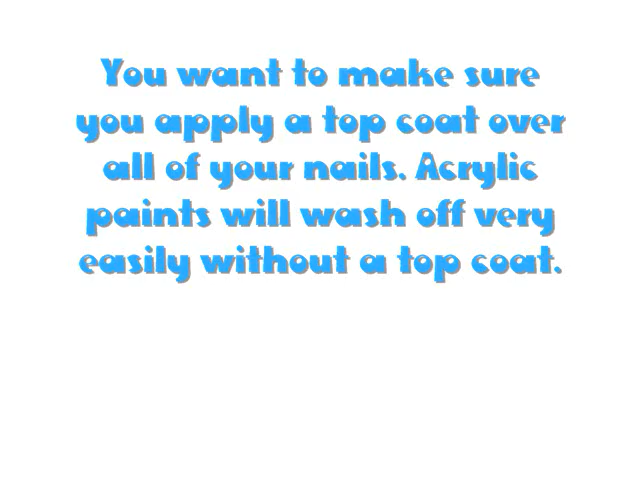 You want to make sure
you apply a top coat over
all of your nails. Acrylic
paints will wash off very
easily without a top coat.